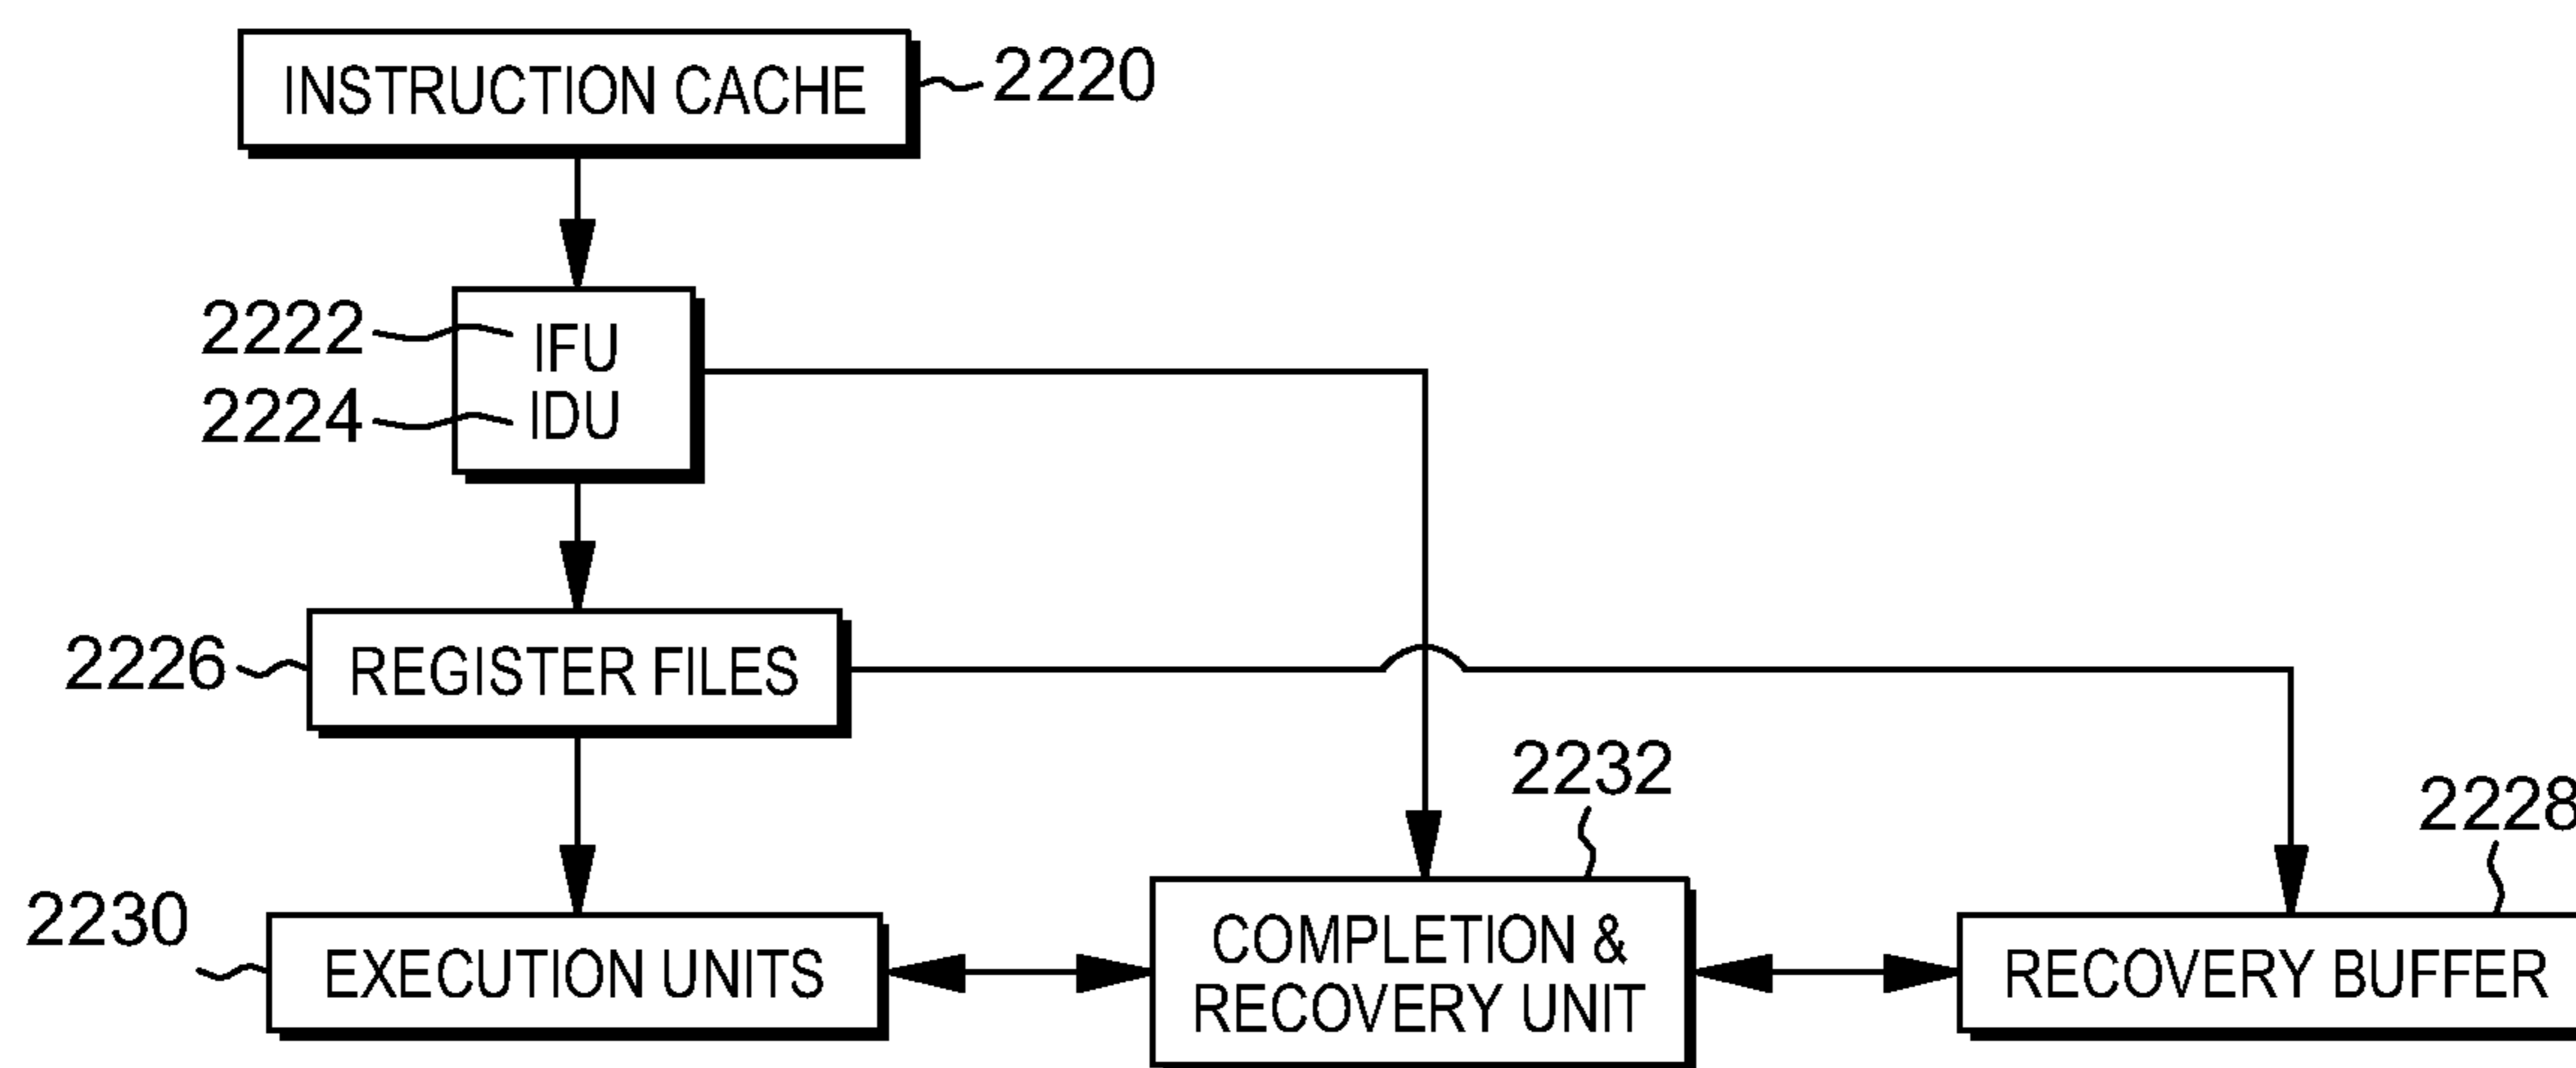 INSTRUCTION CACHE
2220
2222
IFU
2224
IDU
2226
REGISTER FILES
2232
2228
2230
EXECUTION UNITS
COMPLETION &
RECOVERY UNIT
RECOVERY BUFFER